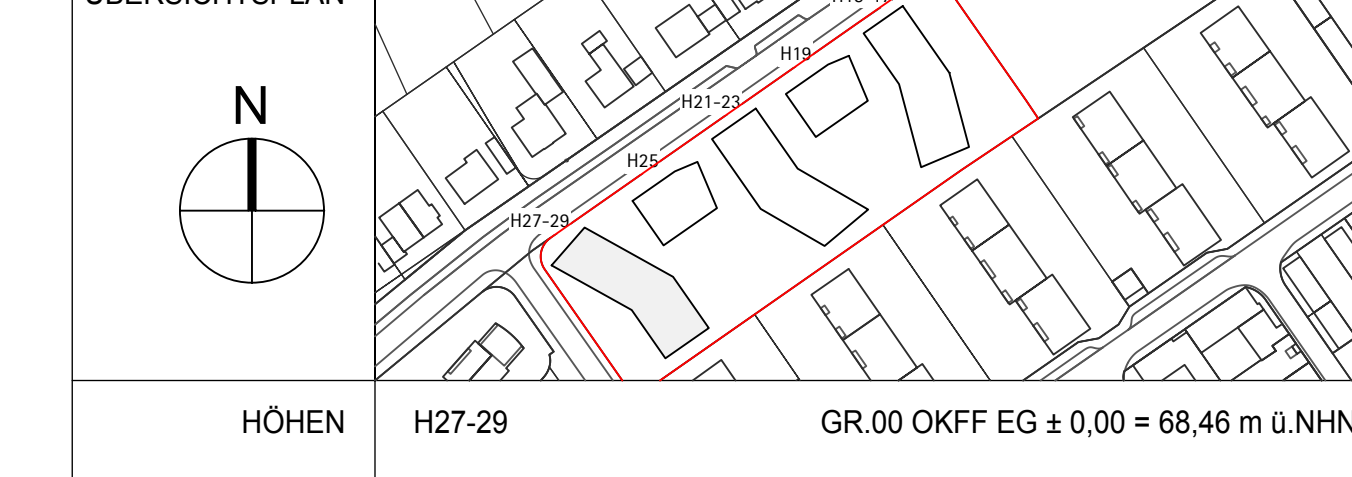 ÜBERSICHTSPLAN
N
H19
H21-23
H25
H27-29
HÖHEN
H27-29
GR.00 OKFF EG ± 0,00 = 68,46 m ü.NHN